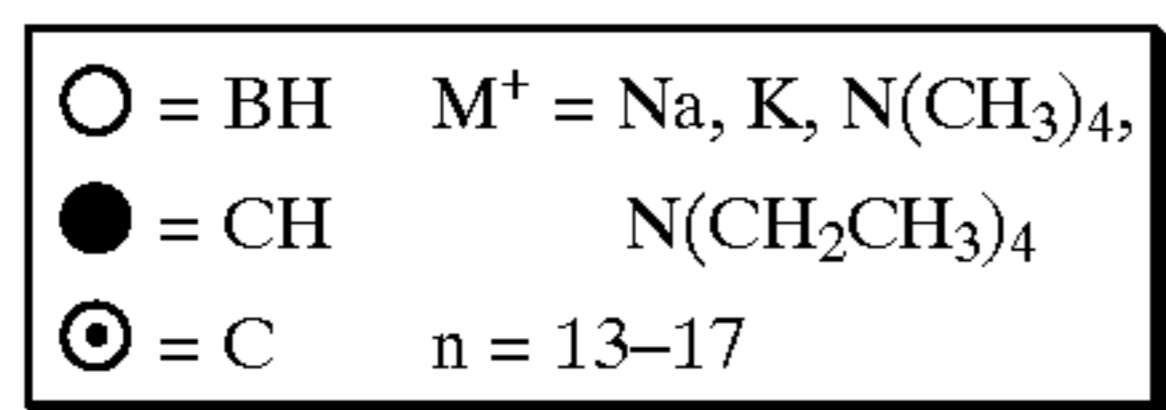 = BH M⁺ = Na, K, N(CH₃)₄,
= CH N(CH₂CH₃)₄
= C n = 13–17